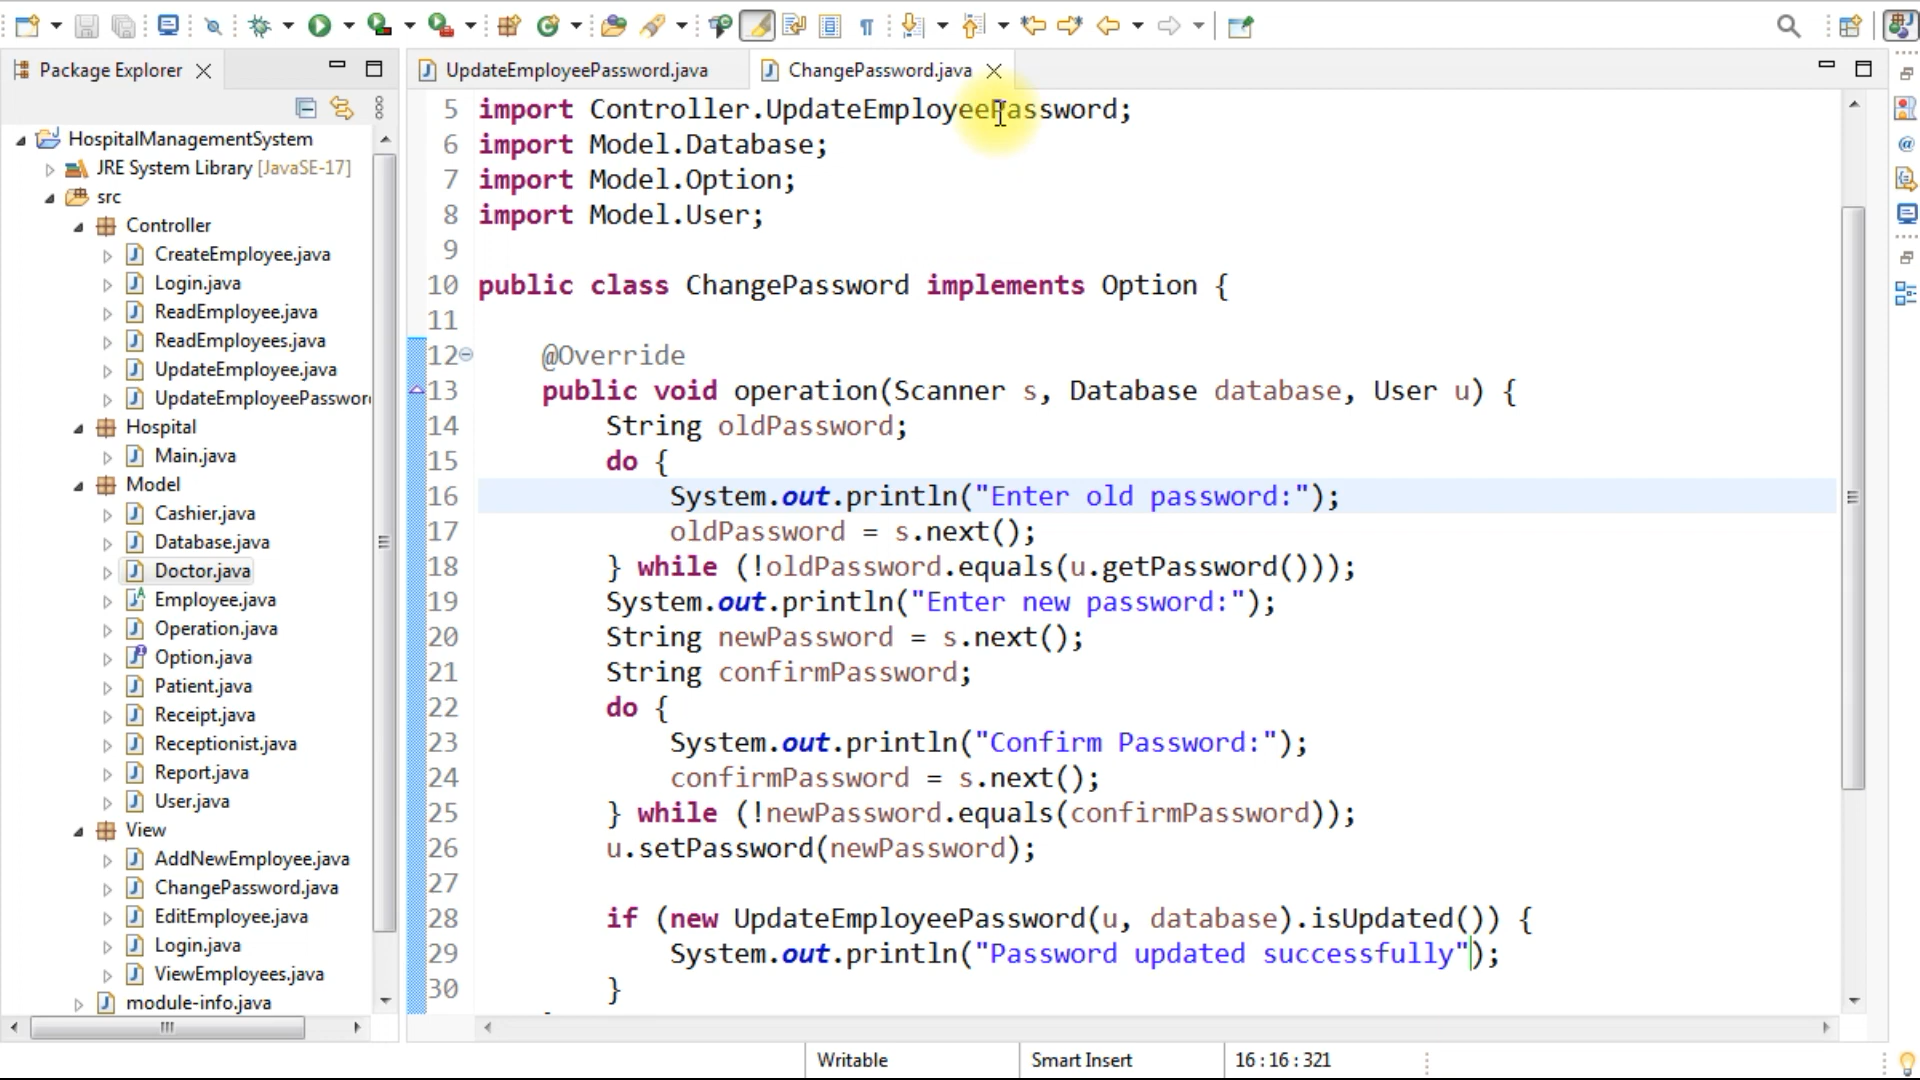 Package Explorer
HospitalManagementSystem
JRE System Library [JavaSE-17]
src
Controller
CreateEmployee.java
Login.java
ReadEmployee.java
ReadEmployees.java
UpdateEmployee.java
UpdateEmployeePasswor
Hospital
Main.java
Model
Cashier.java
Database.java
Doctor.java
Employee.java
Operation.java
Option.java
Patient.java
Receipt.java
Receptionist.java
Report.java
User.java
View
AddNewEmployee.java
ChangePassword.java
EditEmployee.java
Login.java
ViewEmployees.java
module-info.java
UpdateEmployeePassword.java
ChangePassword.java
5 import Controller.UpdateEmployeePassword;
6 import Model.Database;
7 import Model.Option;
8 import Model.User;
9
10 public class ChangePassword implements Option {
11
12 @Override
13 public void operation(Scanner s, Database database, User u) {
14 String oldPassword;
15 do {
16 System.out.println("Enter old password:");
17 oldPassword = s.next();
18 } while (!oldPassword.equals(u.getPassword()));
19 System.out.println("Enter new password:");
20 String newPassword = s.next();
21 String confirmPassword;
22 do {
23 System.out.println("Confirm Password:");
24 confirmPassword = s.next();
25 } while (!newPassword.equals(confirmPassword));
26 u.setPassword(newPassword);
27
28 if (new UpdateEmployeePassword(u, database).isUpdated()) {
29 System.out.println("Password updated successfully");
30 }
Writable
Smart Insert
16 : 16 : 321